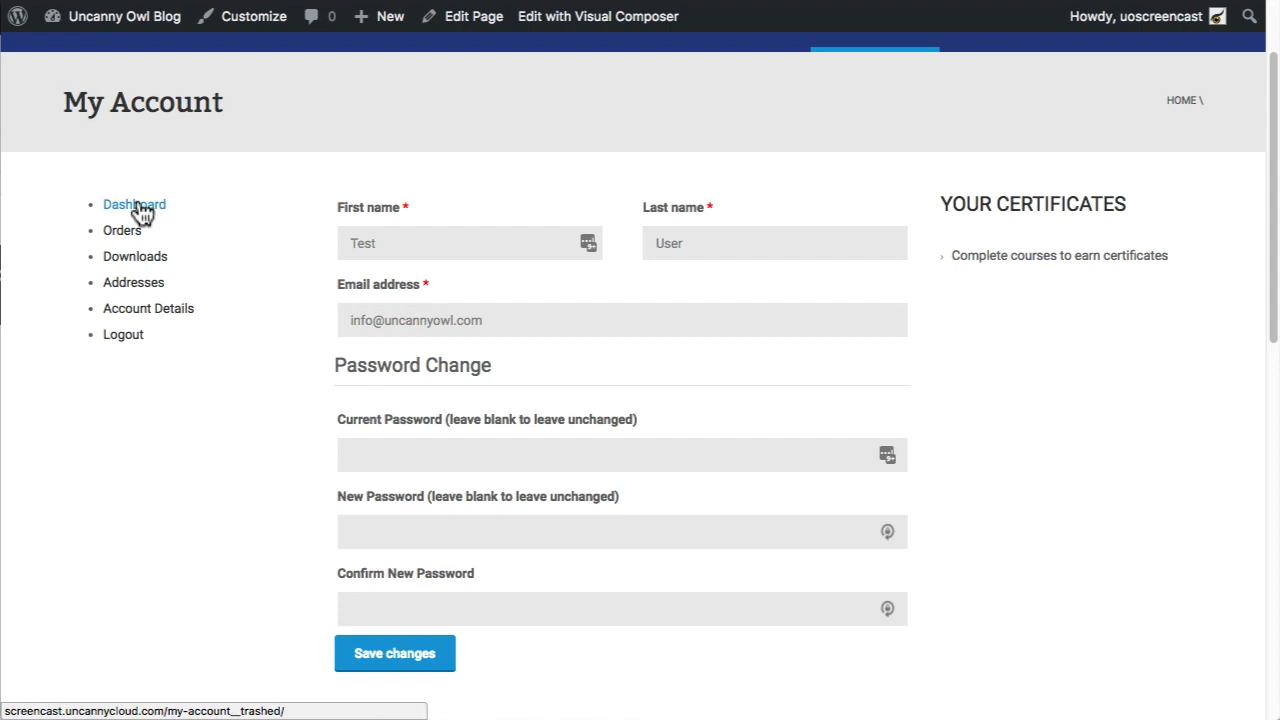 Uncanny Owl Blog Customize 0 New Edit Page Edit with Visual Composer Howdy, uoscreencast
My Account
HOME \
Dashboard
Orders
Downloads
Addresses
Account Details
Logout
First name *
Last name *
Test
User
Email address *
info@uncannyowl.com
Password Change
Current Password (leave blank to leave unchanged)
New Password (leave blank to leave unchanged)
Confirm New Password
Save changes
YOUR CERTIFICATES
› Complete courses to earn certificates
screencast.uncannycloud.com/my-account__trashed/